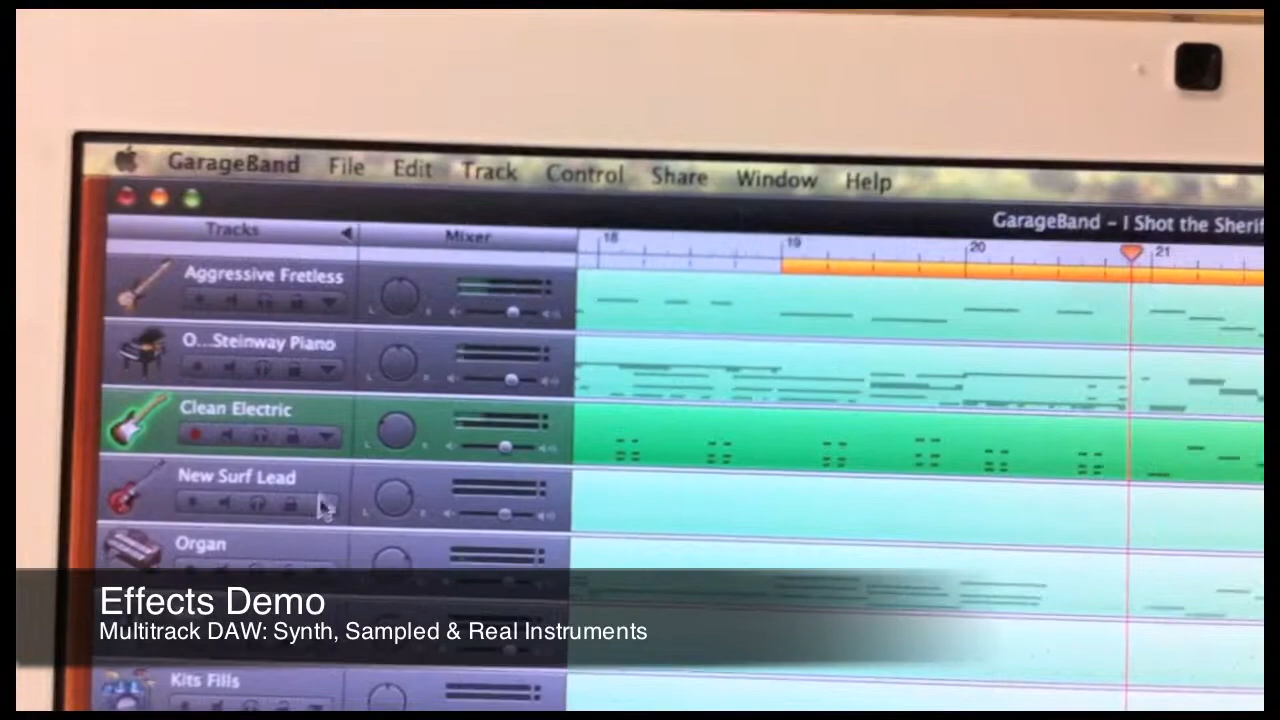 GarageBand File Edit Track Control Share Window Help
GarageBand – I Shot the Sherif
Tracks Mixer 18 19 20 21
Aggressive Fretless
O...Steinway Piano
Clean Electric
New Surf Lead
Organ
Effects Demo
Multitrack DAW: Synth, Sampled & Real Instruments
Kits Fills